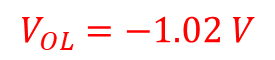 V_OL = −1.02 V